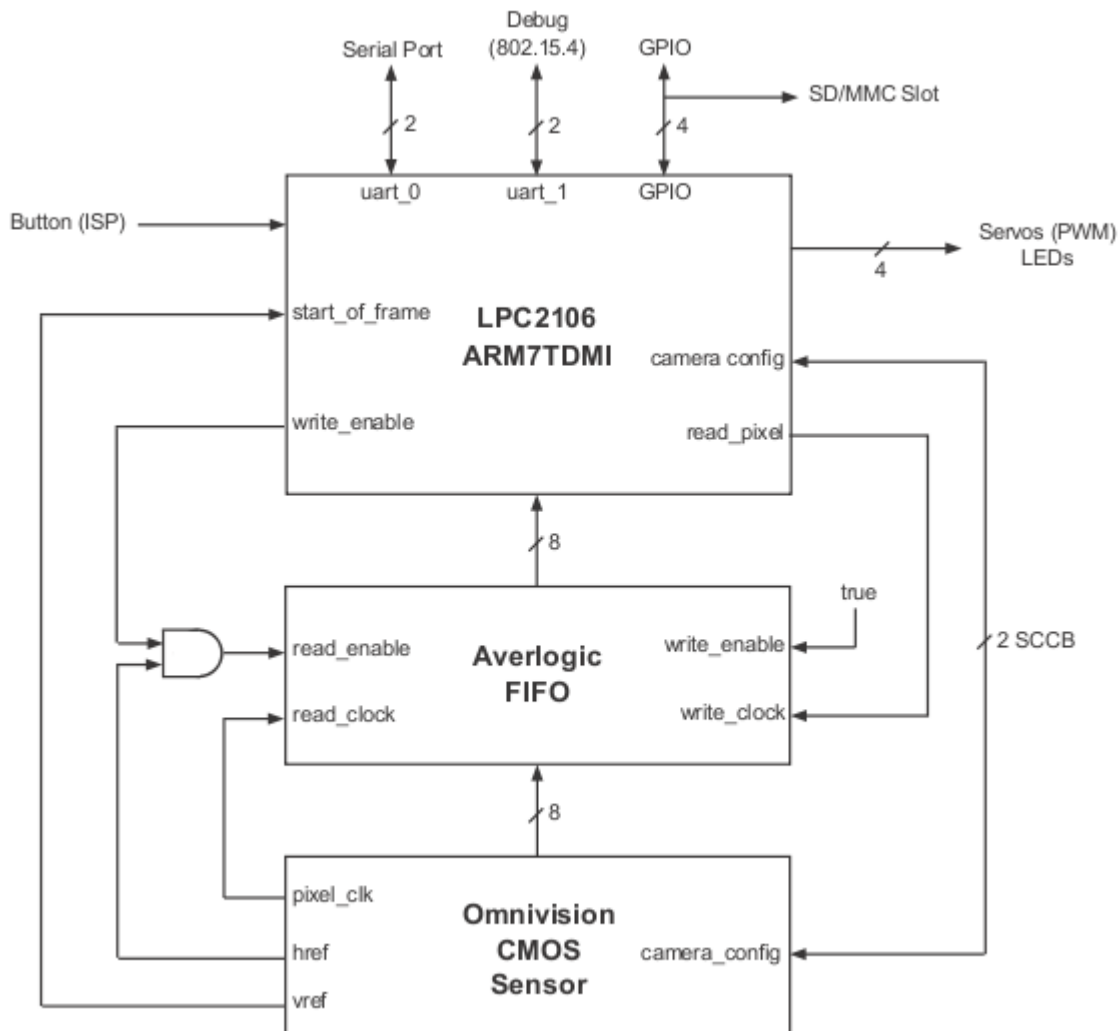 Debug
Serial Port (802.15.4) GPIO
SD/MMC Slot
2 2 4
uart_0 uart_1 GPIO
Button (ISP)
Servos (PWM)
LEDs
4
start_of_frame
LPC2106
ARM7TDMI
camera config
write_enable
read_pixel
8
true
read_enable
write_enable
Averlogic
FIFO
2 SCCB
read_clock
write_clock
8
pixel_clk
Omnivision
CMOS
Sensor
href
camera_config
vref